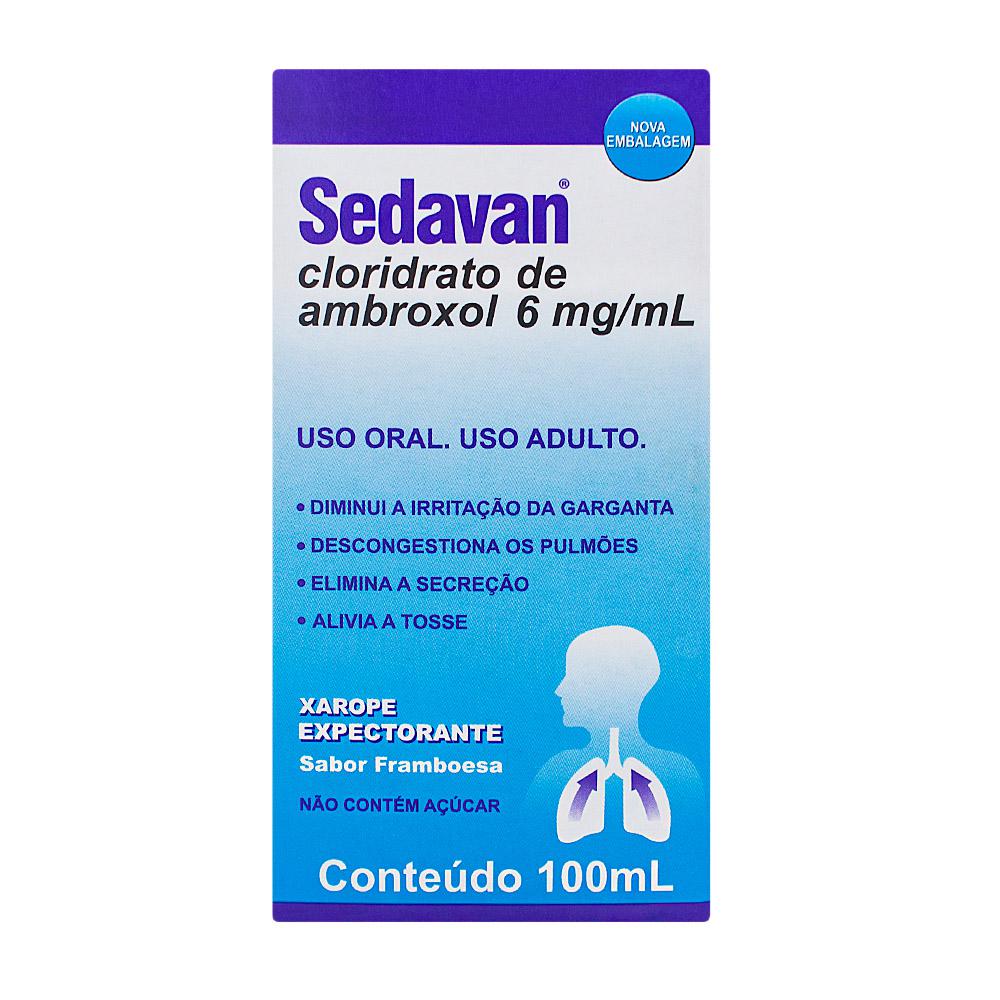 NOVA
EMBALAGEM
Sedavan®
cloridrato de
ambroxol 6 mg/mL
USO ORAL. USO ADULTO.
• DIMINUI A IRRITAÇÃO DA GARGANTA
• DESCONGESTIONA OS PULMÕES
• ELIMINA A SECREÇÃO
• ALIVIA A TOSSE
XAROPE
EXPECTORANTE
Sabor Framboesa
NÃO CONTÉM AÇÚCAR
Conteúdo 100mL